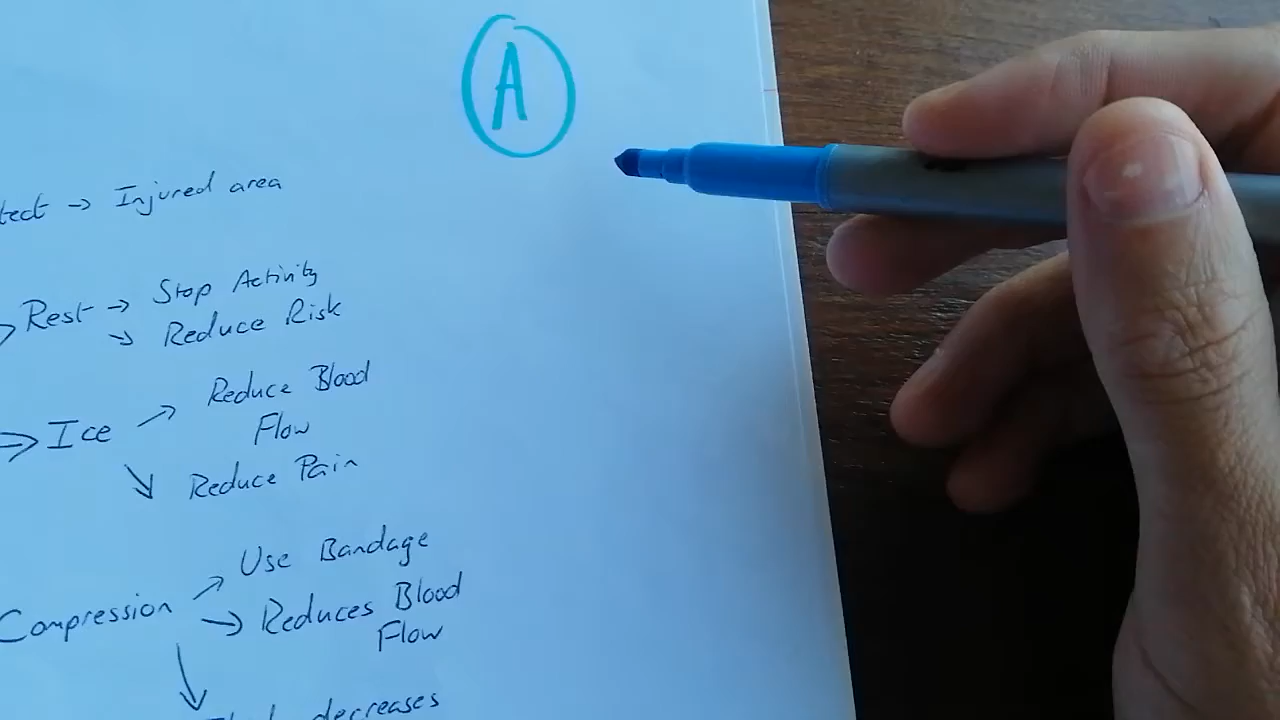 A
tect → Injured area
Rest → Stop Activity
→ Reduce Risk
Ice → Reduce Blood
Flow
Reduce Pain
Use Bandage
Compression
→ Reduces Blood
Flow
decreases